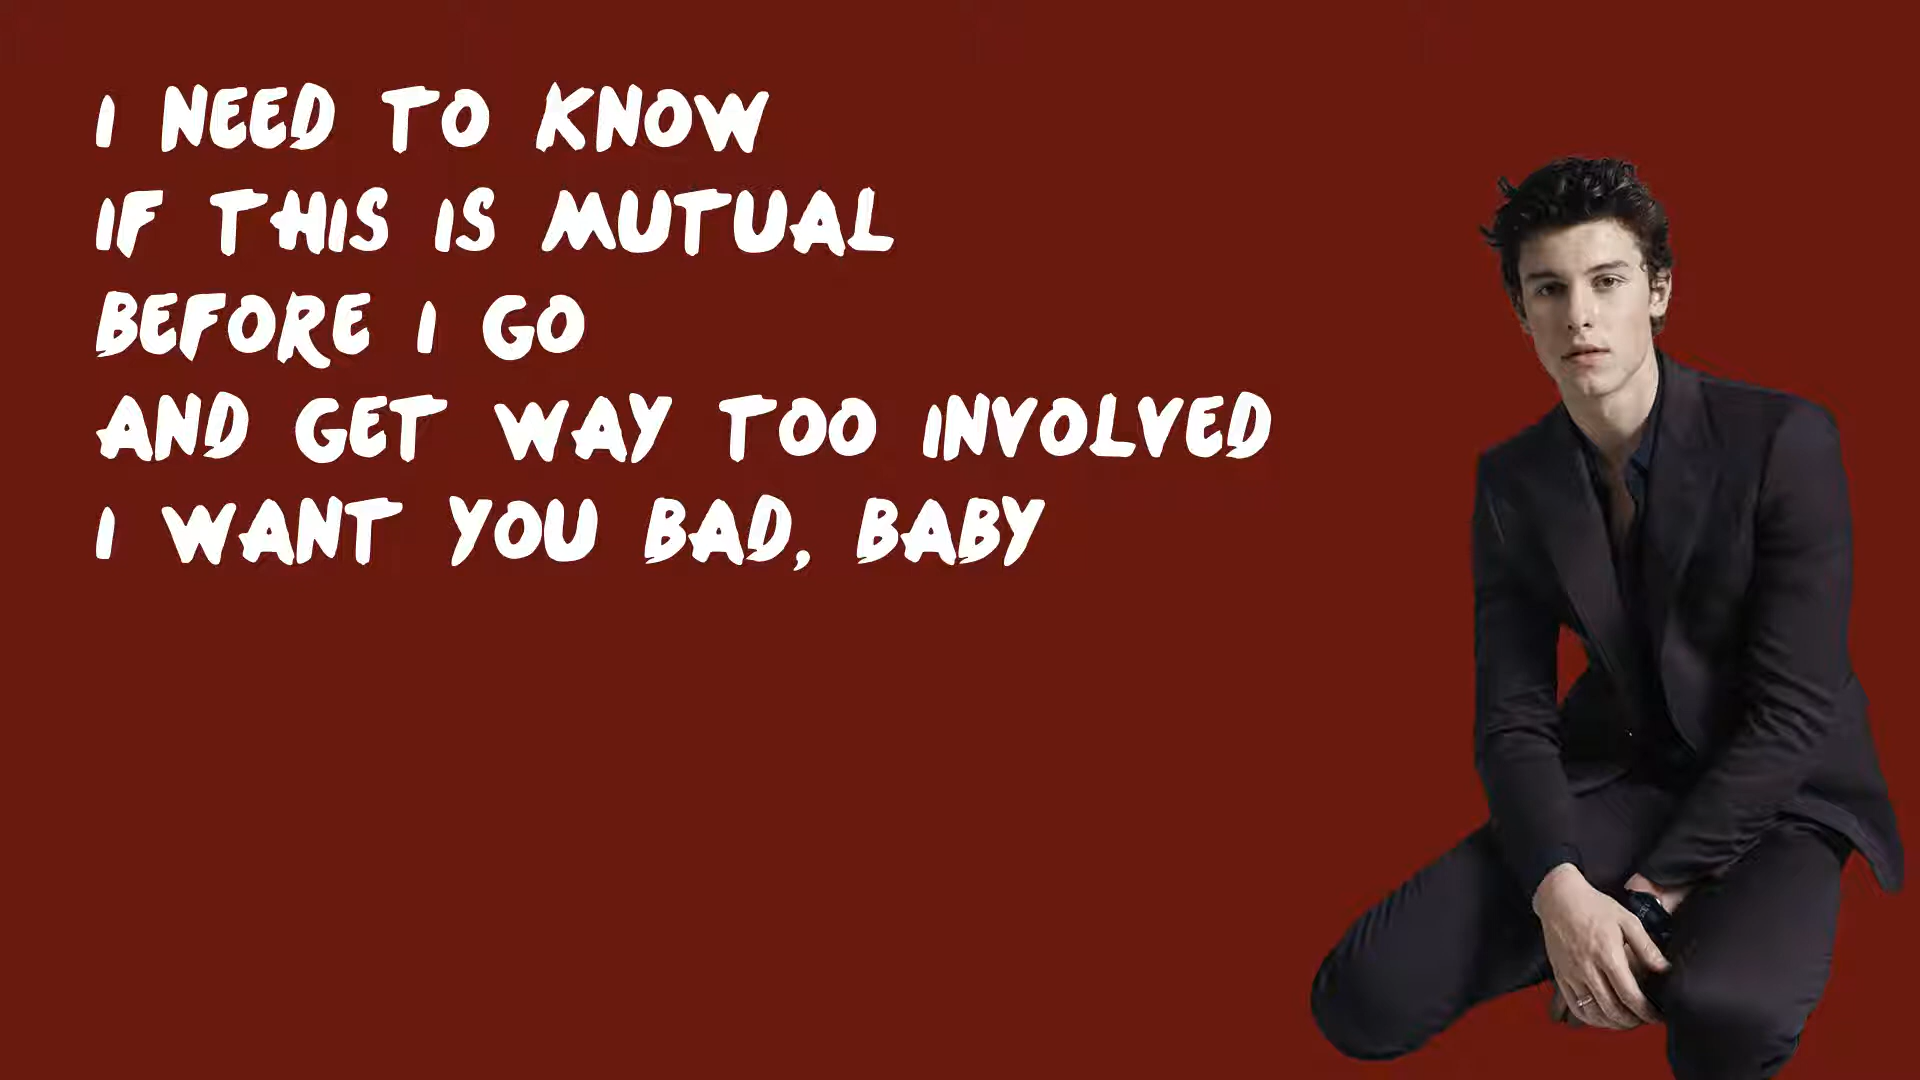 I NEED TO KNOW
IF THIS IS MUTUAL
BEFORE I GO
AND GET WAY TOO INVOLVED
I WANT YOU BAD, BABY